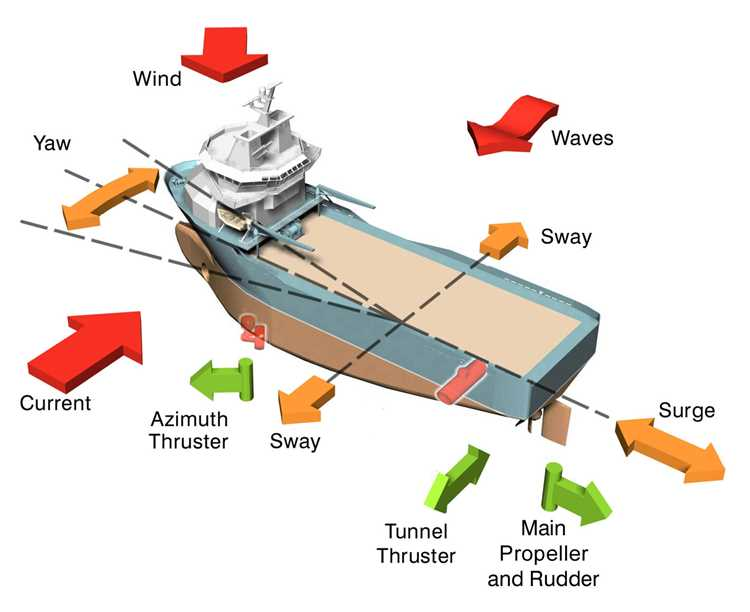 Wind
Yaw
Waves
Sway
Current
Azimuth
Thruster
Sway
Surge
Tunnel
Thruster
Main
Propeller
and Rudder